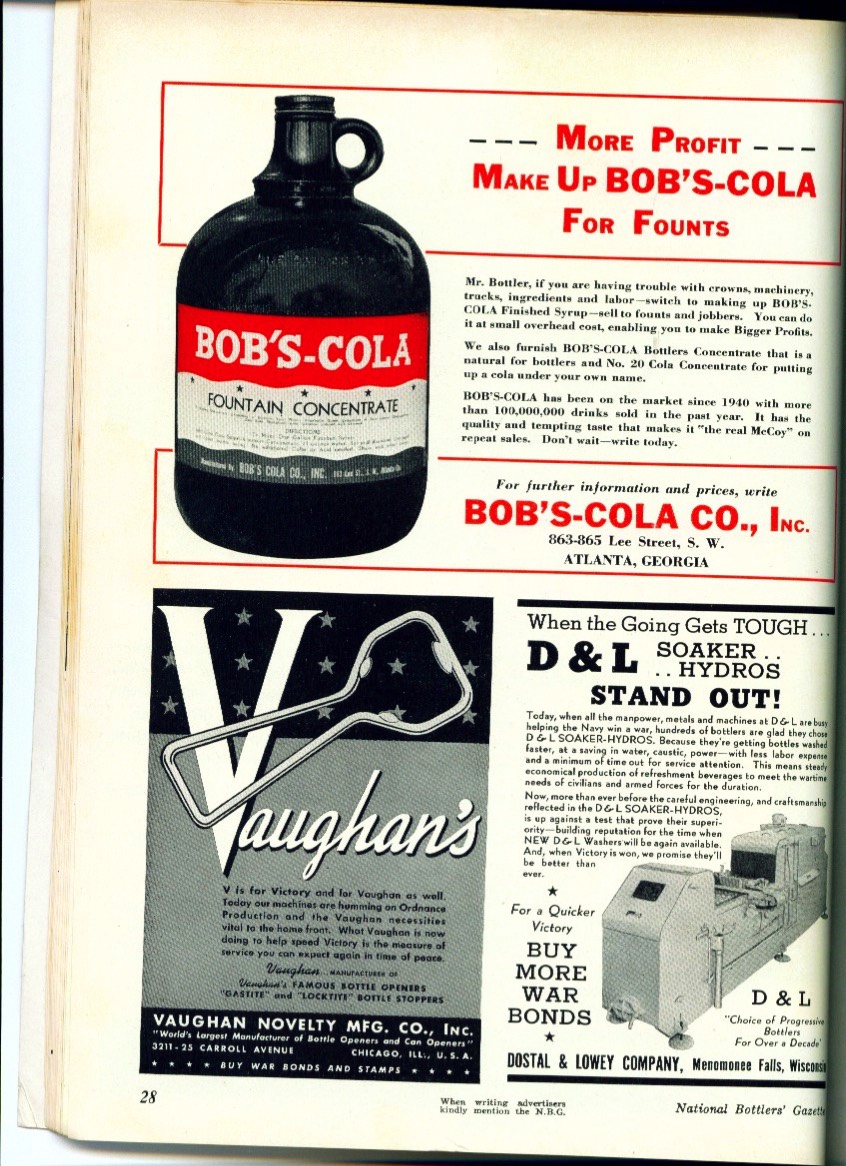 --- MORE PROFIT ---
MAKE UP BOB'S-COLA
FOR FOUNTS
Mr. Bottler, if you are having trouble with crowns, machinery,
trucks, ingredients and labor—switch to making up BOB'S-
COLA Finished Syrup—sell to founts and jobbers. You can do
it at small overhead cost, enabling you to make Bigger Profits.
We also furnish BOB'S-COLA Bottlers Concentrate that is a
natural for bottlers and No. 20 Cola Concentrate for putting
up a cola under your own name.
BOB'S-COLA has been on the market since 1940 with more
than 100,000,000 drinks sold in the past year. It has the
quality and tempting taste that makes it "the real McCoy" on
repeat sales. Don't wait—write today.
BOB'S-COLA
FOUNTAIN CONCENTRATE
DIRECTIONS
BOB'S COLA CO., INC.
For further information and prices, write
BOB'S-COLA CO., INC.
863-865 Lee Street, S. W.
ATLANTA, GEORGIA
Vaughan's
V is for Victory and for Vaughan as well.
Today our machines are humming on Ordnance
Production and the Vaughan necessities
vital to the home front. What Vaughan is now
doing to help speed Victory is the measure of
service you can expect again in time of peace.
Vaughan... MANUFACTURER OF
Vaughan's FAMOUS BOTTLE OPENERS
"GASTITE" and "LOCKTITE" BOTTLE STOPPERS
VAUGHAN NOVELTY MFG. CO., INC.
"World's Largest Manufacturer of Bottle Openers and Can Openers"
3211-25 CARROLL AVENUE CHICAGO, ILL., U. S. A.
★ ★ ★ ★ BUY WAR BONDS AND STAMPS ★ ★ ★ ★
When the Going Gets TOUGH...
D & L SOAKER..
..HYDROS
STAND OUT!
Today, when all the manpower, metals and machines at D & L are busy
helping the Navy win a war, hundreds of bottlers are glad they chose
D & L SOAKER-HYDROS. Because they're getting bottles washed
faster, at a saving in water, caustic, power—with less labor expense
and a minimum of time out for service attention. This means steady
economical production of refreshment beverages to meet the wartime
needs of civilians and armed forces for the duration.
Now, more than ever before the careful engineering, and craftsmanship
reflected in the D & L SOAKER-HYDROS,
is up against a test that prove their superi-
ority—building reputation for the time when
NEW D & L Washers will be again available.
And, when Victory is won, we promise they'll
be better than
ever.
★
For a Quicker
Victory
BUY
MORE
WAR
BONDS
★
D & L
"Choice of Progressive
Bottlers
For Over a Decade"
DOSTAL & LOWEY COMPANY, Menomonee Falls, Wisconsin
28
When writing advertisers
kindly mention the N.B.G.
National Bottlers' Gazette